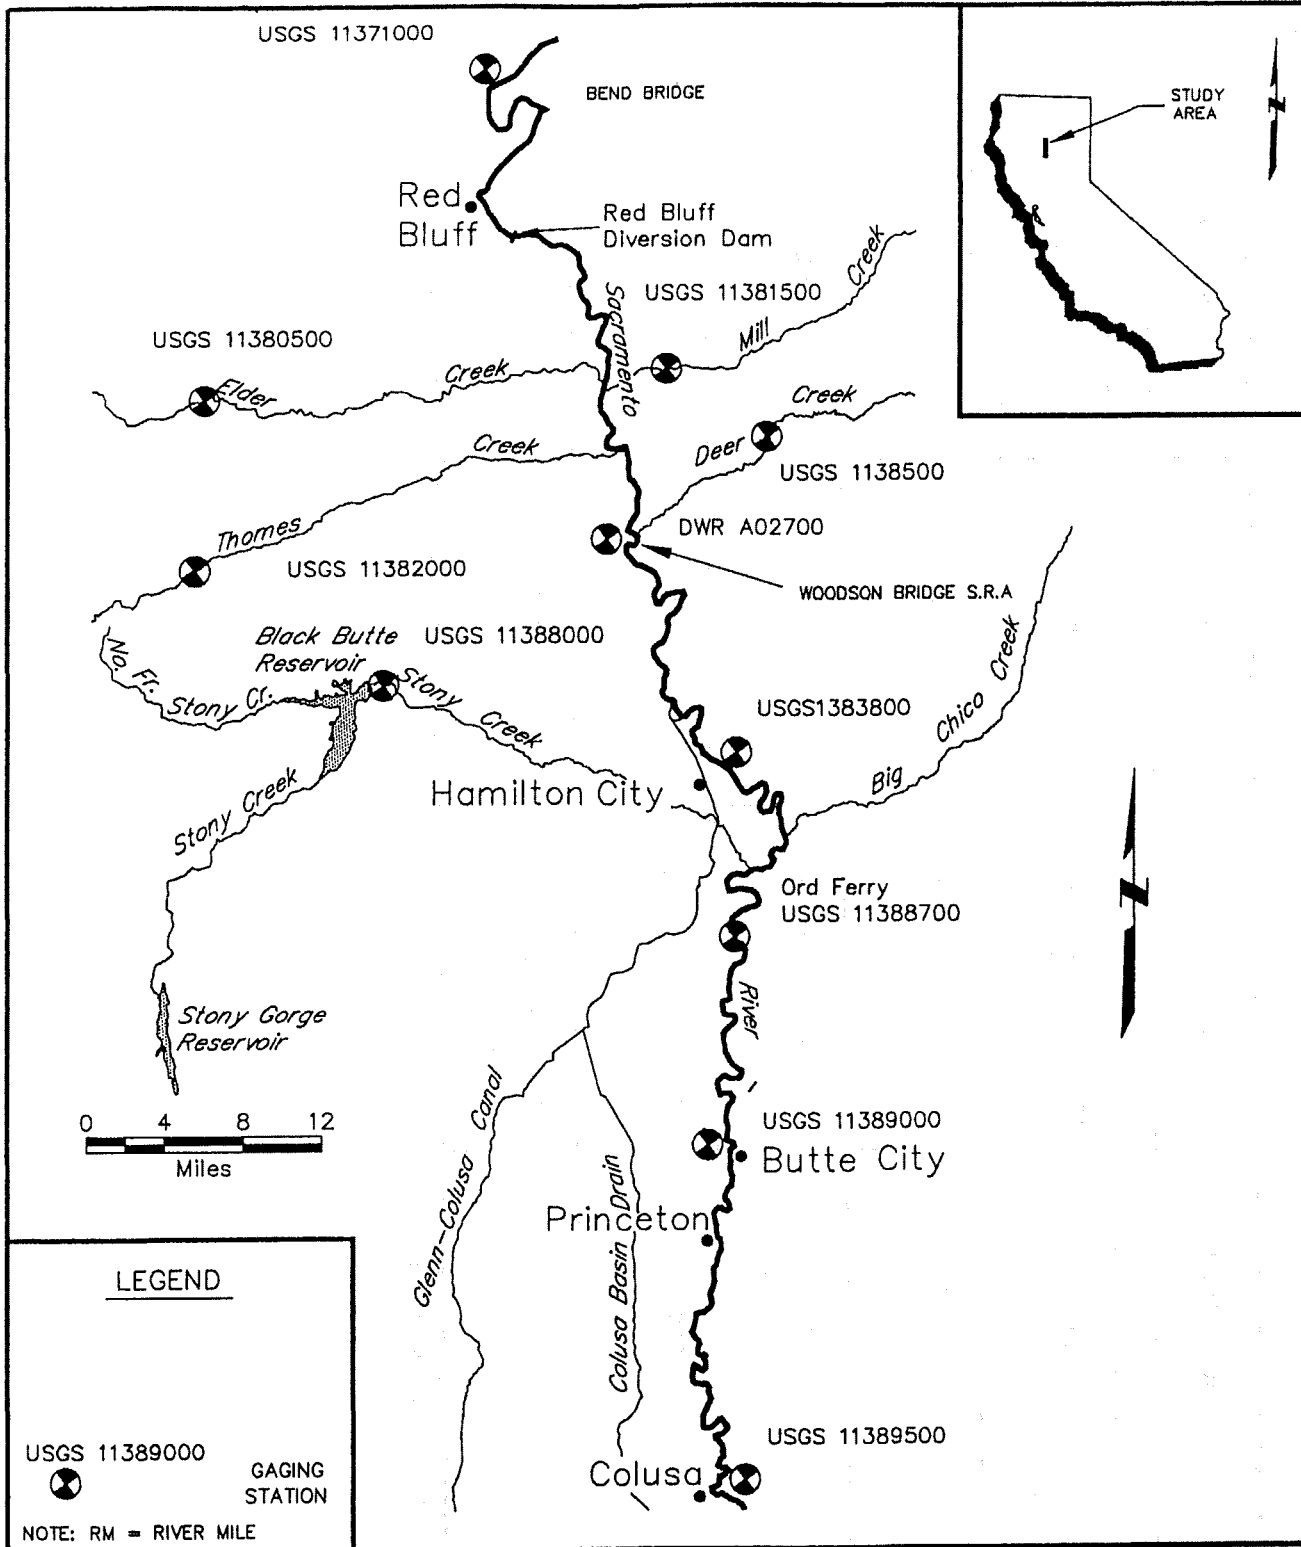 USGS 11371000
BEND BRIDGE
STUDY
AREA
N
Red
Bluff
Red Bluff
Diversion Dam
Creek
Mill
USGS 11381500
Sacramento
USGS 11380500
Elder
Creek
Creek
Deer
USGS 1138500
Creek
Thomes
DWR A02700
USGS 11382000
WOODSON BRIDGE S.R.A
Black Butte
Reservoir
USGS 11388000
No. Fr.
Stony Cr.
Stony
Creek
USGS1383800
Big
Chico
Creek
Hamilton City
Stony Creek
N
Ord Ferry
USGS 11388700
River
Stony Gorge
Reservoir
0 4 8 12
Miles
Glenn-Colusa Canal
Colusa Basin Drain
USGS 11389000
Butte City
Princeton
LEGEND
USGS 11389000
GAGING
STATION
NOTE: RM = RIVER MILE
USGS 11389500
Colusa